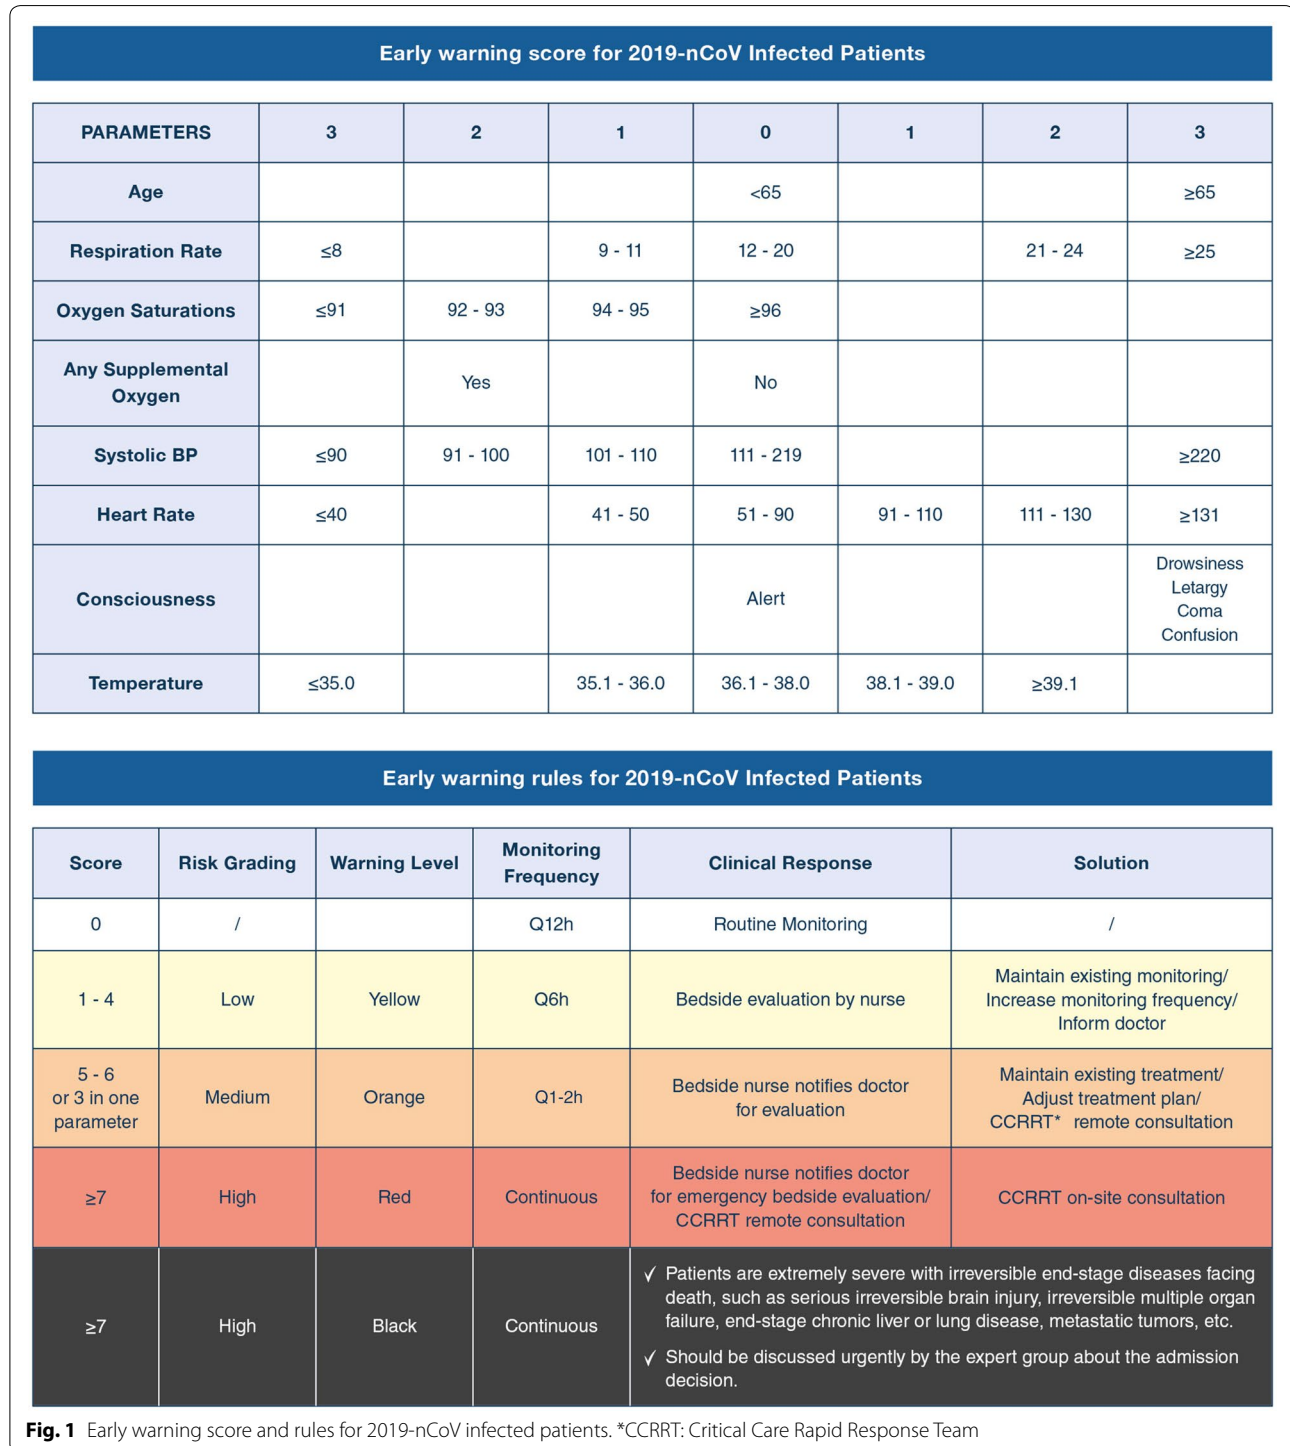 Early warning score for 2019-nCoV Infected Patients
PARAMETERS 3 2 1 0 1 2 3
Age <65 ≥65
Respiration Rate ≤8 9 - 11 12 - 20 21 - 24 ≥25
Oxygen Saturations ≤91 92 - 93 94 - 95 ≥96
Any Supplemental
Oxygen
Yes No
Systolic BP ≤90 91 - 100 101 - 110 111 - 219 ≥220
Heart Rate ≤40 41 - 50 51 - 90 91 - 110 111 - 130 ≥131
Consciousness Alert
Drowsiness
Letargy
Coma
Confusion
Temperature ≤35.0 35.1 - 36.0 36.1 - 38.0 38.1 - 39.0 ≥39.1
Early warning rules for 2019-nCoV Infected Patients
Score Risk Grading Warning Level
Monitoring
Frequency
Clinical Response Solution
0 / Q12h Routine Monitoring /
1 - 4 Low Yellow Q6h Bedside evaluation by nurse
Maintain existing monitoring/
Increase monitoring frequency/
Inform doctor
5 - 6
or 3 in one
parameter
Medium Orange Q1-2h
Bedside nurse notifies doctor
for evaluation
Maintain existing treatment/
Adjust treatment plan/
CCRRT* remote consultation
≥7 High Red Continuous
Bedside nurse notifies doctor
for emergency bedside evaluation/
CCRRT remote consultation
CCRRT on-site consultation
≥7 High Black Continuous
✓ Patients are extremely severe with irreversible end-stage diseases facing
death, such as serious irreversible brain injury, irreversible multiple organ
failure, end-stage chronic liver or lung disease, metastatic tumors, etc.
✓ Should be discussed urgently by the expert group about the admission
decision.
Fig. 1 Early warning score and rules for 2019-nCoV infected patients. *CCRRT: Critical Care Rapid Response Team